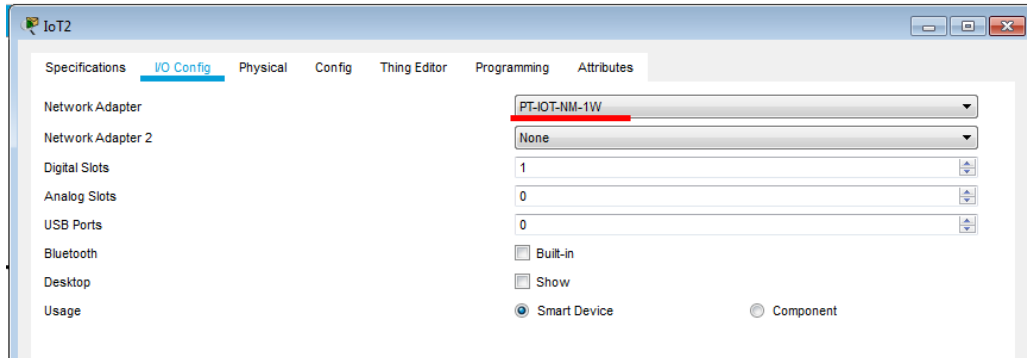 IoT2
Specifications I/O Config Physical Config Thing Editor Programming Attributes
Network Adapter PT-IOT-NM-1W
Network Adapter 2 None
Digital Slots 1
Analog Slots 0
USB Ports 0
Bluetooth Built-in
Desktop Show
Usage Smart Device Component